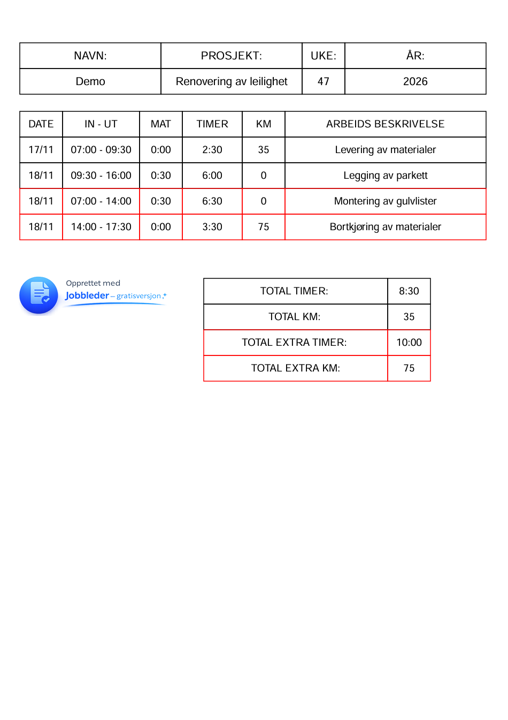 NAVN: PROSJEKT: UKE: ÅR:
Demo Renovering av leilighet 47 2026
DATE IN - UT MAT TIMER KM ARBEIDS BESKRIVELSE
17/11 07:00 - 09:30 0:00 2:30 35 Levering av materialer
18/11 09:30 - 16:00 0:30 6:00 0 Legging av parkett
18/11 07:00 - 14:00 0:30 6:30 0 Montering av gulvlister
18/11 14:00 - 17:30 0:00 3:30 75 Bortkjøring av materialer
Opprettet med
Jobbleder – gratisversjon.*
TOTAL TIMER: 8:30
TOTAL KM: 35
TOTAL EXTRA TIMER: 10:00
TOTAL EXTRA KM: 75